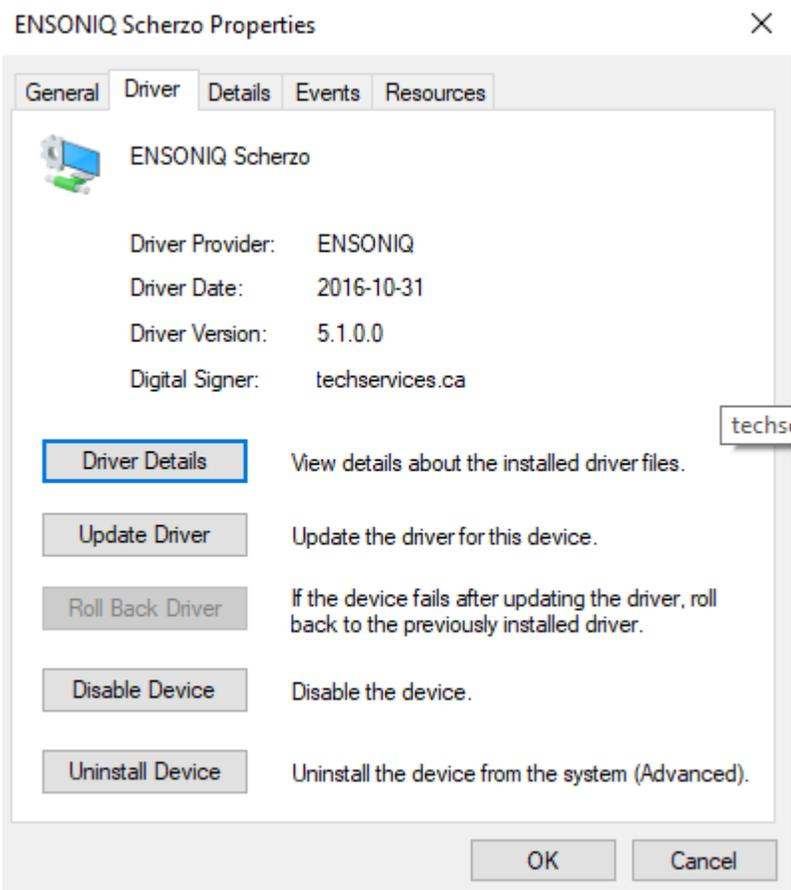 ENSONIQ Scherzo Properties
General Driver Details Events Resources
ENSONIQ Scherzo
Driver Provider: ENSONIQ
Driver Date: 2016-10-31
Driver Version: 5.1.0.0
Digital Signer: techservices.ca
techs
Driver Details View details about the installed driver files.
Update Driver Update the driver for this device.
Roll Back Driver If the device fails after updating the driver, roll
back to the previously installed driver.
Disable Device Disable the device.
Uninstall Device Uninstall the device from the system (Advanced).
OK Cancel